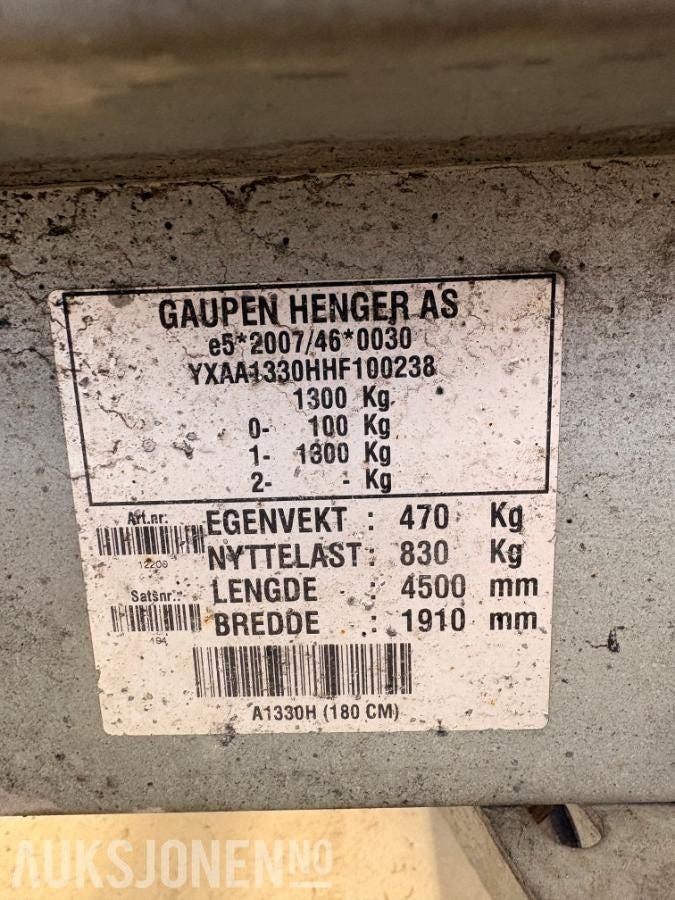 GAUPEN HENGER AS
e5*2007/46*0030
YXAA1330HHF100238
1300 Kg
0- 100 Kg
1- 1300 Kg
2- - Kg
Art.nr:
12208
Satsnr.:
194
EGENVEKT : 470 Kg
NYTTELAST : 830 Kg
LENGDE : 4500 mm
BREDDE : 1910 mm
A1330H (180 CM)
AUKSJONEN.NO